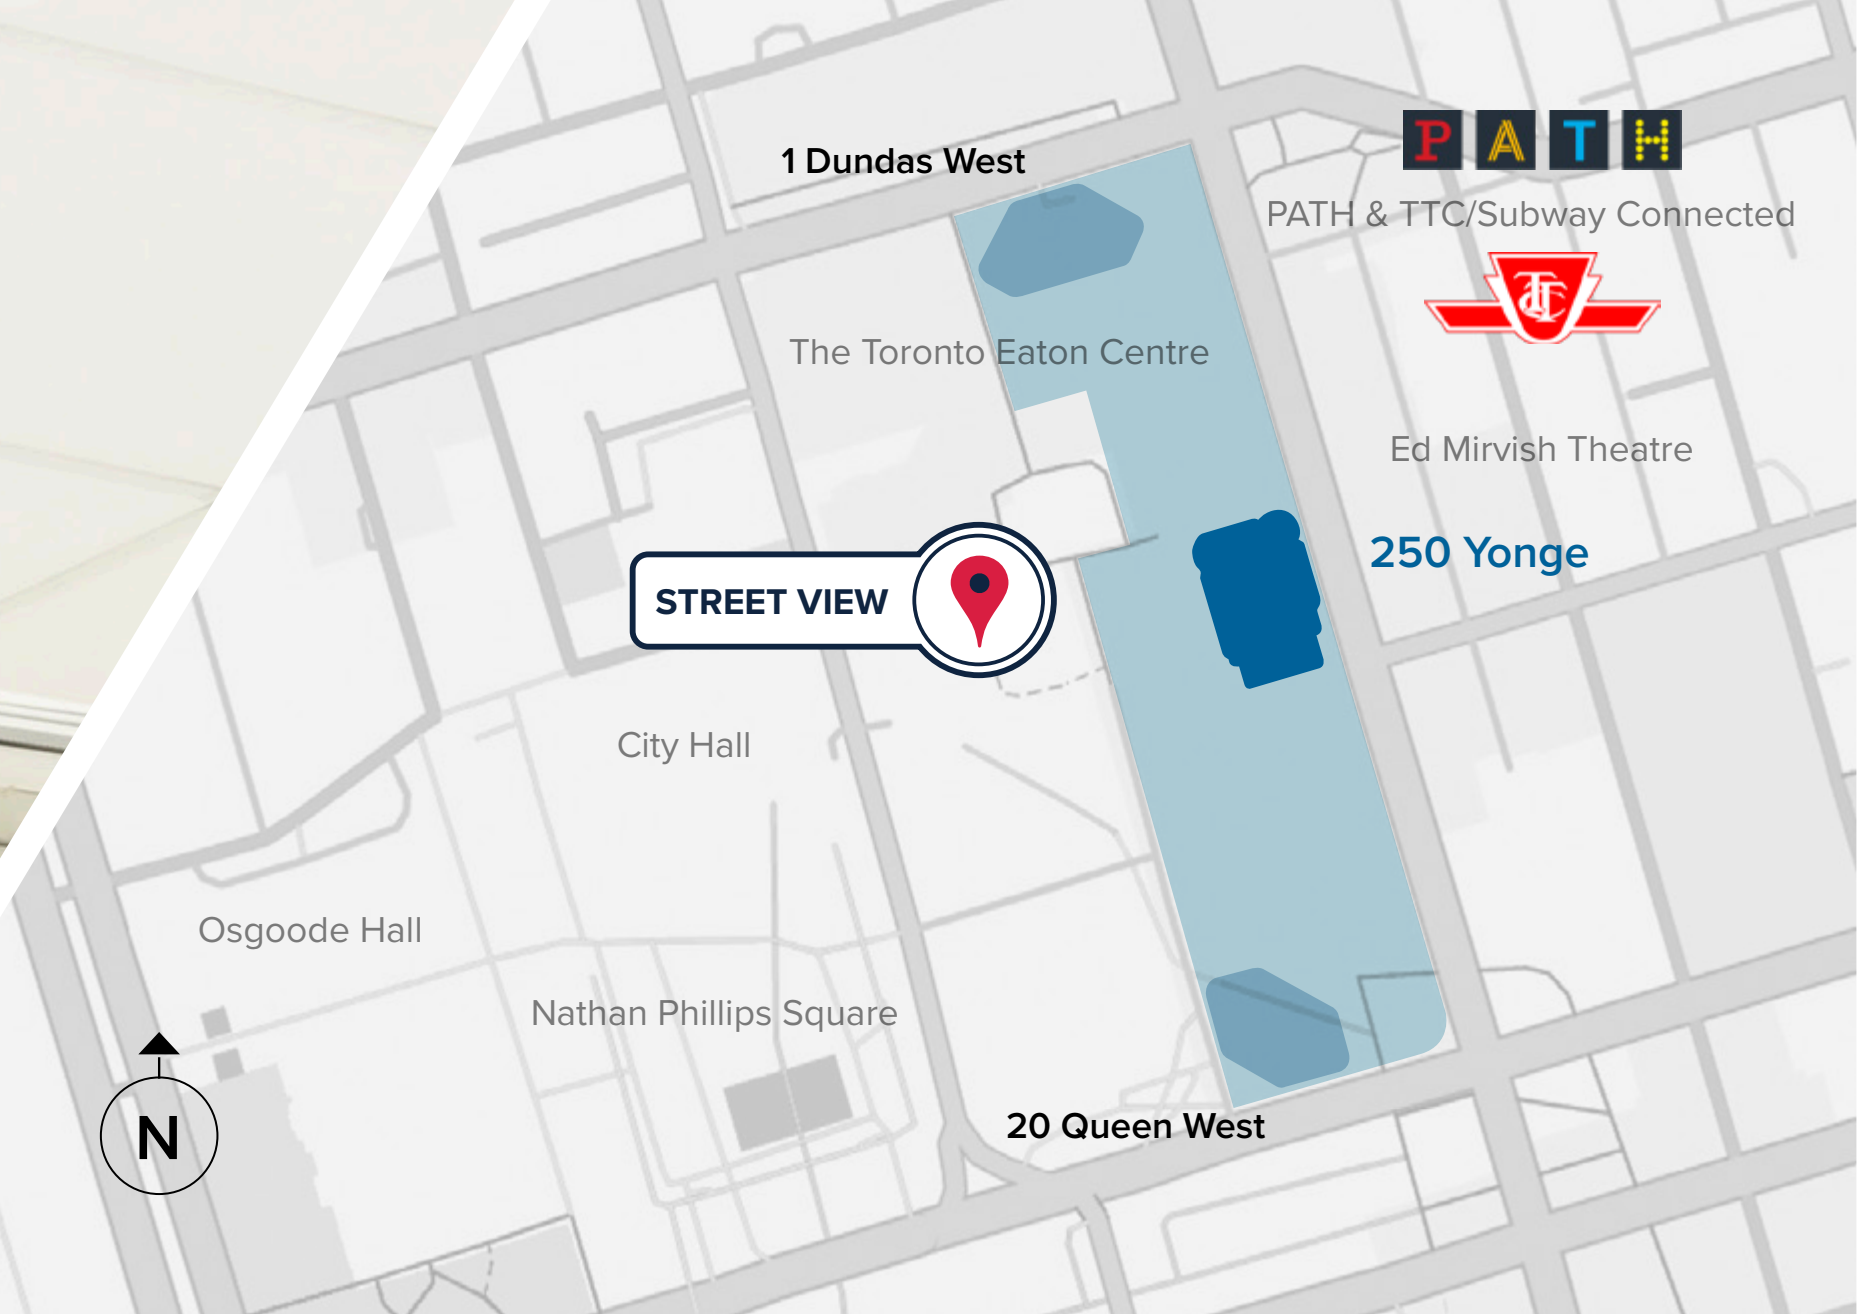 1 Dundas West
PATH
PATH & TTC/Subway Connected
TTC
The Toronto Eaton Centre
Ed Mirvish Theatre
250 Yonge
STREET VIEW
City Hall
Osgoode Hall
Nathan Phillips Square
N
20 Queen West